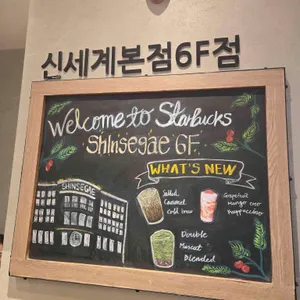 신세계본점6F점
Welcome to Starbucks
Shinsegae 6F.
WHAT'S NEW
SHINSEGAE
Salted
Caramel
Cold brew
Grapefruit
Mango over
Frappuccino
Double
Muscat
Blended